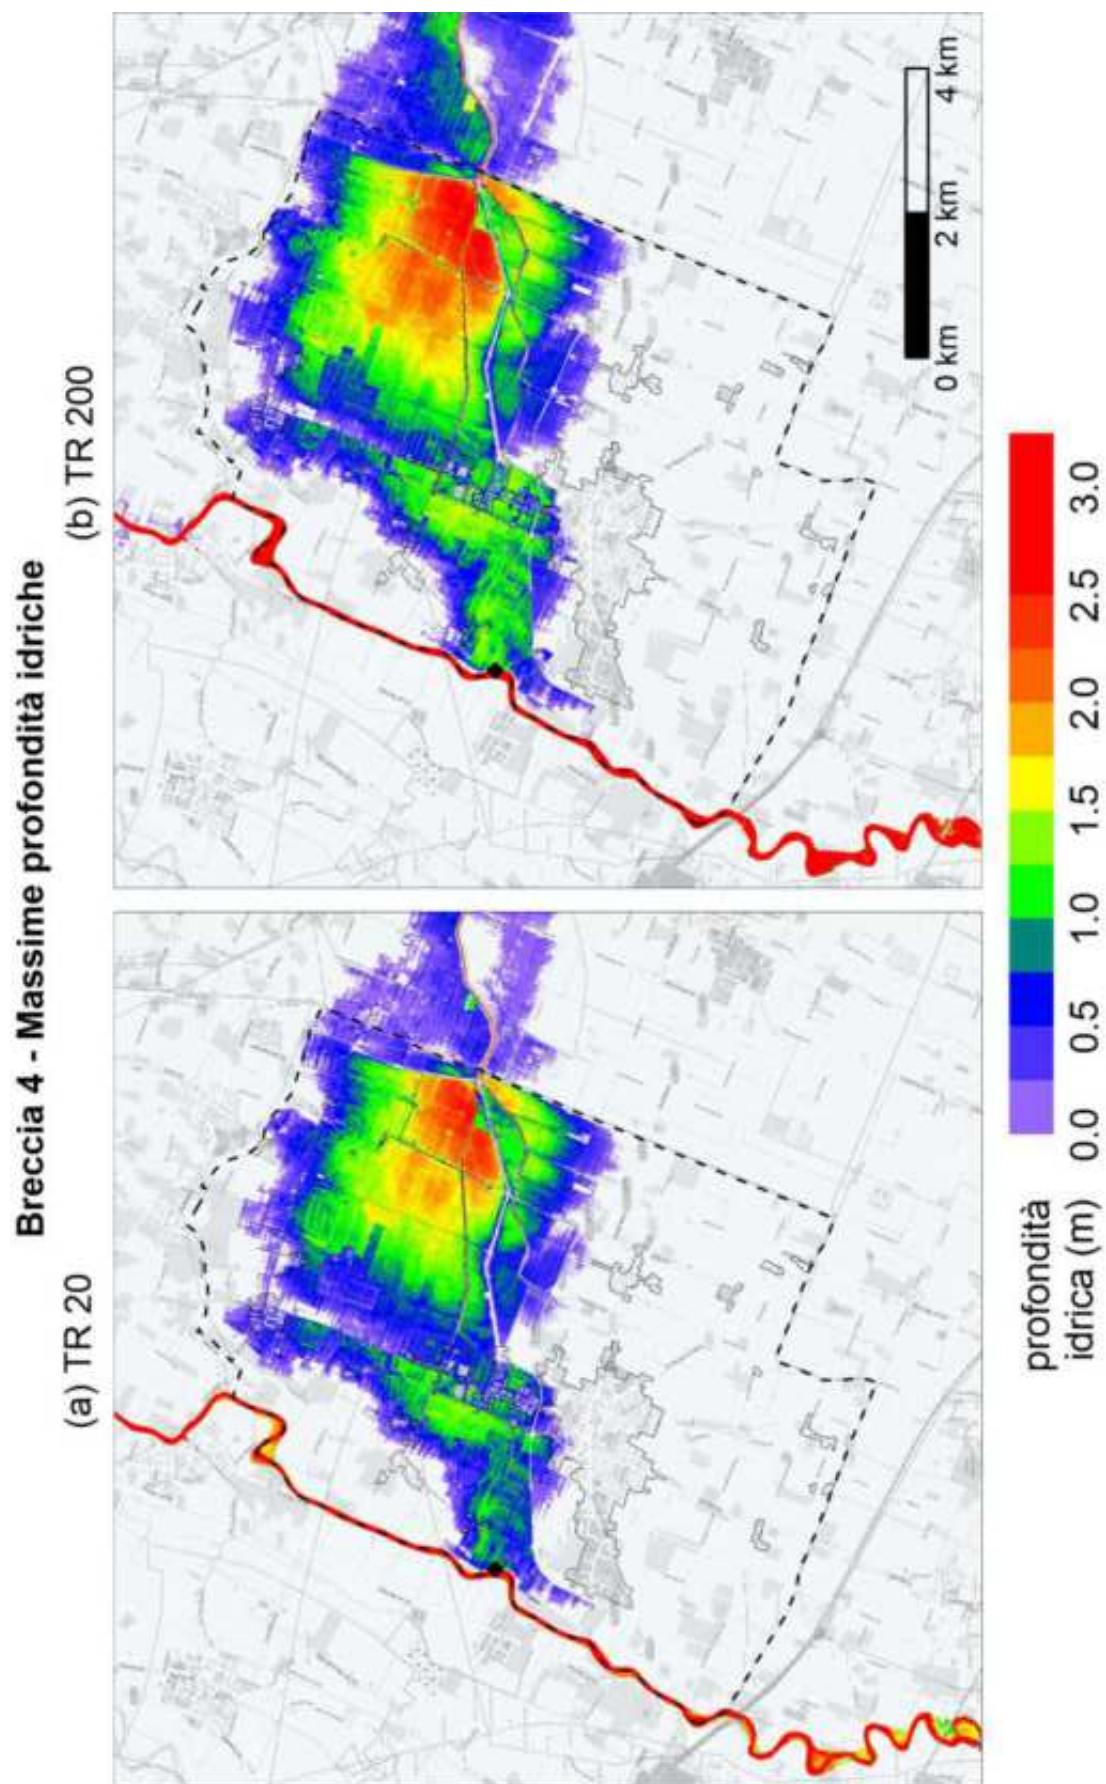 Breccia 4 - Massime profondità idriche
(a) TR 20
(b) TR 200
0 km
2 km
4 km
profondità
idrica (m)
0.0
0.5
1.0
1.5
2.0
2.5
3.0